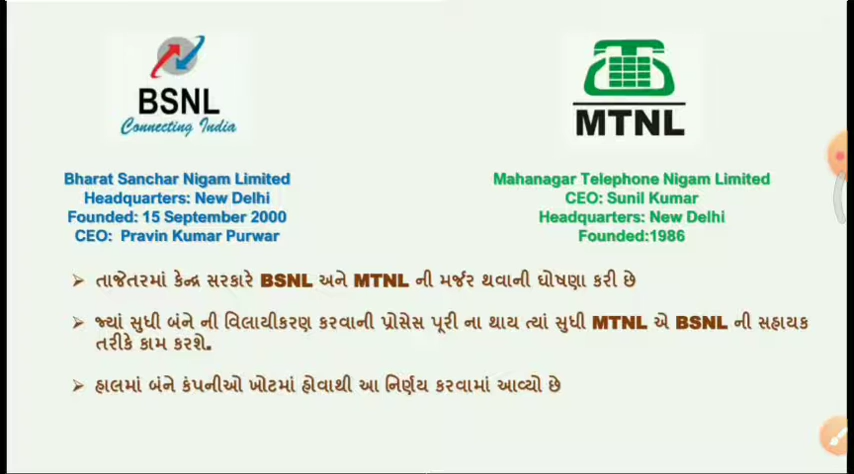 BSNL
Connecting India
MTNL
Bharat Sanchar Nigam Limited
Headquarters: New Delhi
Founded: 15 September 2000
CEO: Pravin Kumar Purwar
Mahanagar Telephone Nigam Limited
CEO: Sunil Kumar
Headquarters: New Delhi
Founded:1986
➢ તાજેતરમાં કેન્દ્ર સરકારે BSNL અને MTNL ની મર્જર થવાની ઘોષણા કરી છે
➢ જ્યાં સુધી બંને ની વિલાયીકરણ કરવાની પ્રોસેસ પૂરી ના થાય ત્યાં સુધી MTNL એ BSNL ની સહાયક
તરીકે કામ કરશે.
➢ હાલમાં બંને કંપનીઓ ખોટમાં હોવાથી આ નિર્ણય કરવામાં આવ્યો છે